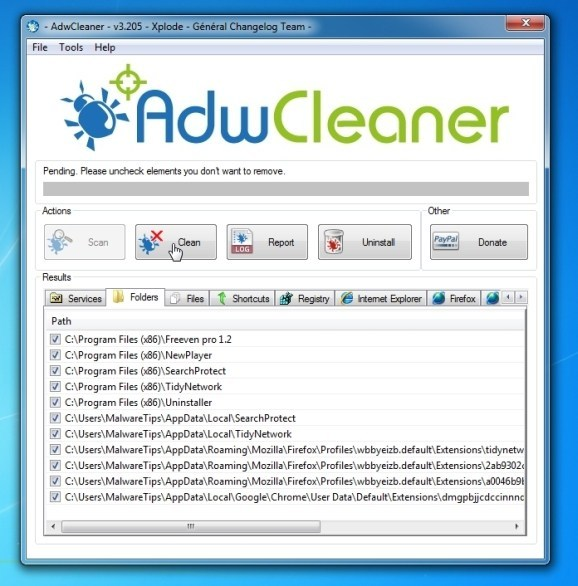 - AdwCleaner - v3.205 - Xplode - Général Changelog Team -
File Tools Help
AdwCleaner
Pending. Please uncheck elements you don't want to remove.
Actions
Other
Scan
Clean
LOG
Report
Uninstall
PayPal
Donate
Results
Services Folders Files Shortcuts Registry Internet Explorer Firefox
Path
C:\Program Files (x86)\Freeven pro 1.2
C:\Program Files (x86)\NewPlayer
C:\Program Files (x86)\SearchProtect
C:\Program Files (x86)\TidyNetwork
C:\Program Files (x86)\Uninstaller
C:\Users\MalwareTips\AppData\Local\SearchProtect
C:\Users\MalwareTips\AppData\Local\TidyNetwork
C:\Users\MalwareTips\AppData\Roaming\Mozilla\Firefox\Profiles\wbbyeizb.default\Extensions\tidynetw
C:\Users\MalwareTips\AppData\Roaming\Mozilla\Firefox\Profiles\wbbyeizb.default\Extensions\2ab9302c
C:\Users\MalwareTips\AppData\Roaming\Mozilla\Firefox\Profiles\wbbyeizb.default\Extensions\a0046b9b
C:\Users\MalwareTips\AppData\Local\Google\Chrome\User Data\Default\Extensions\dmgpbjjcdccinnnc